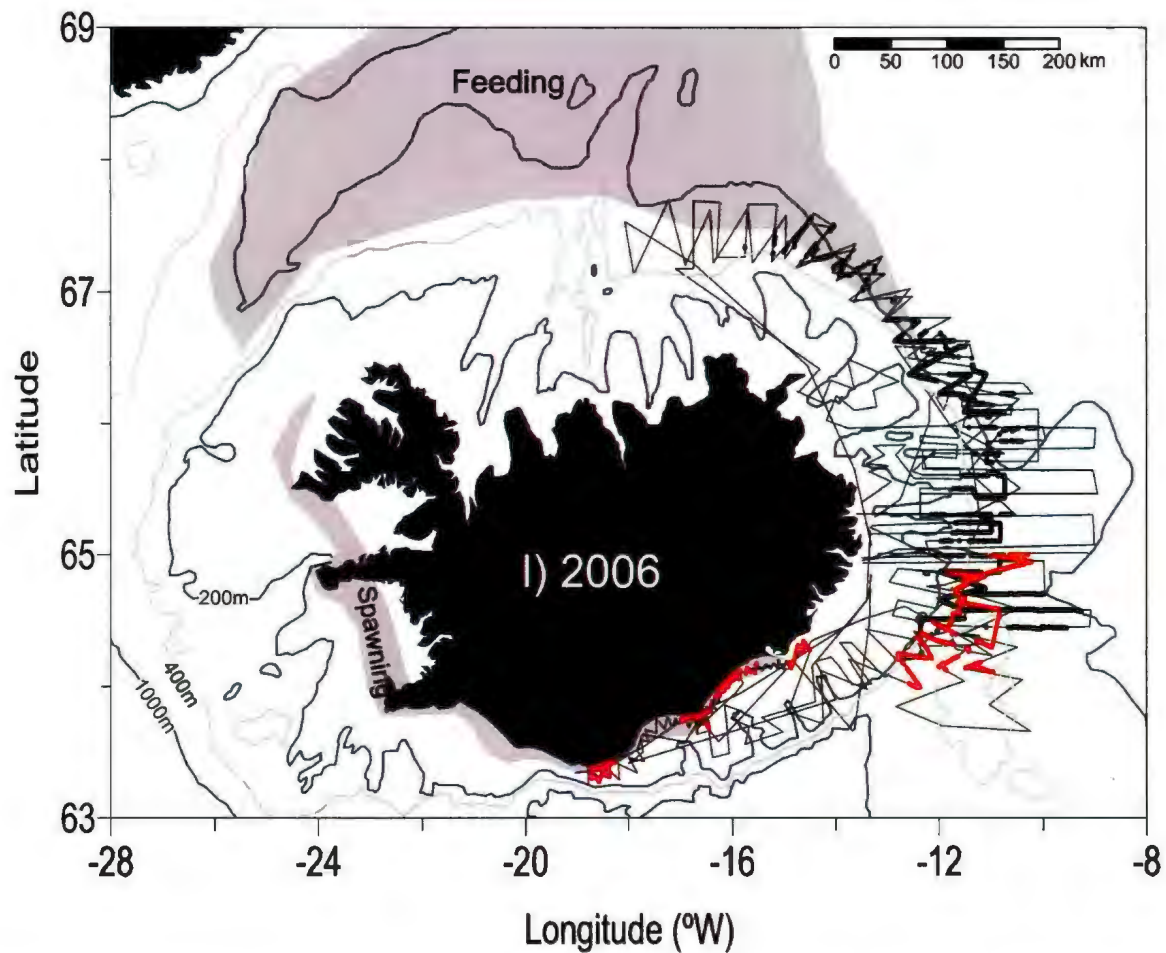 69
67
65
63
Latitude
Feeding
0 50 100 150 200 km
I) 2006
Spawning
200m
400m
1000m
-28 -24 -20 -16 -12 -8
Longitude (ºW)